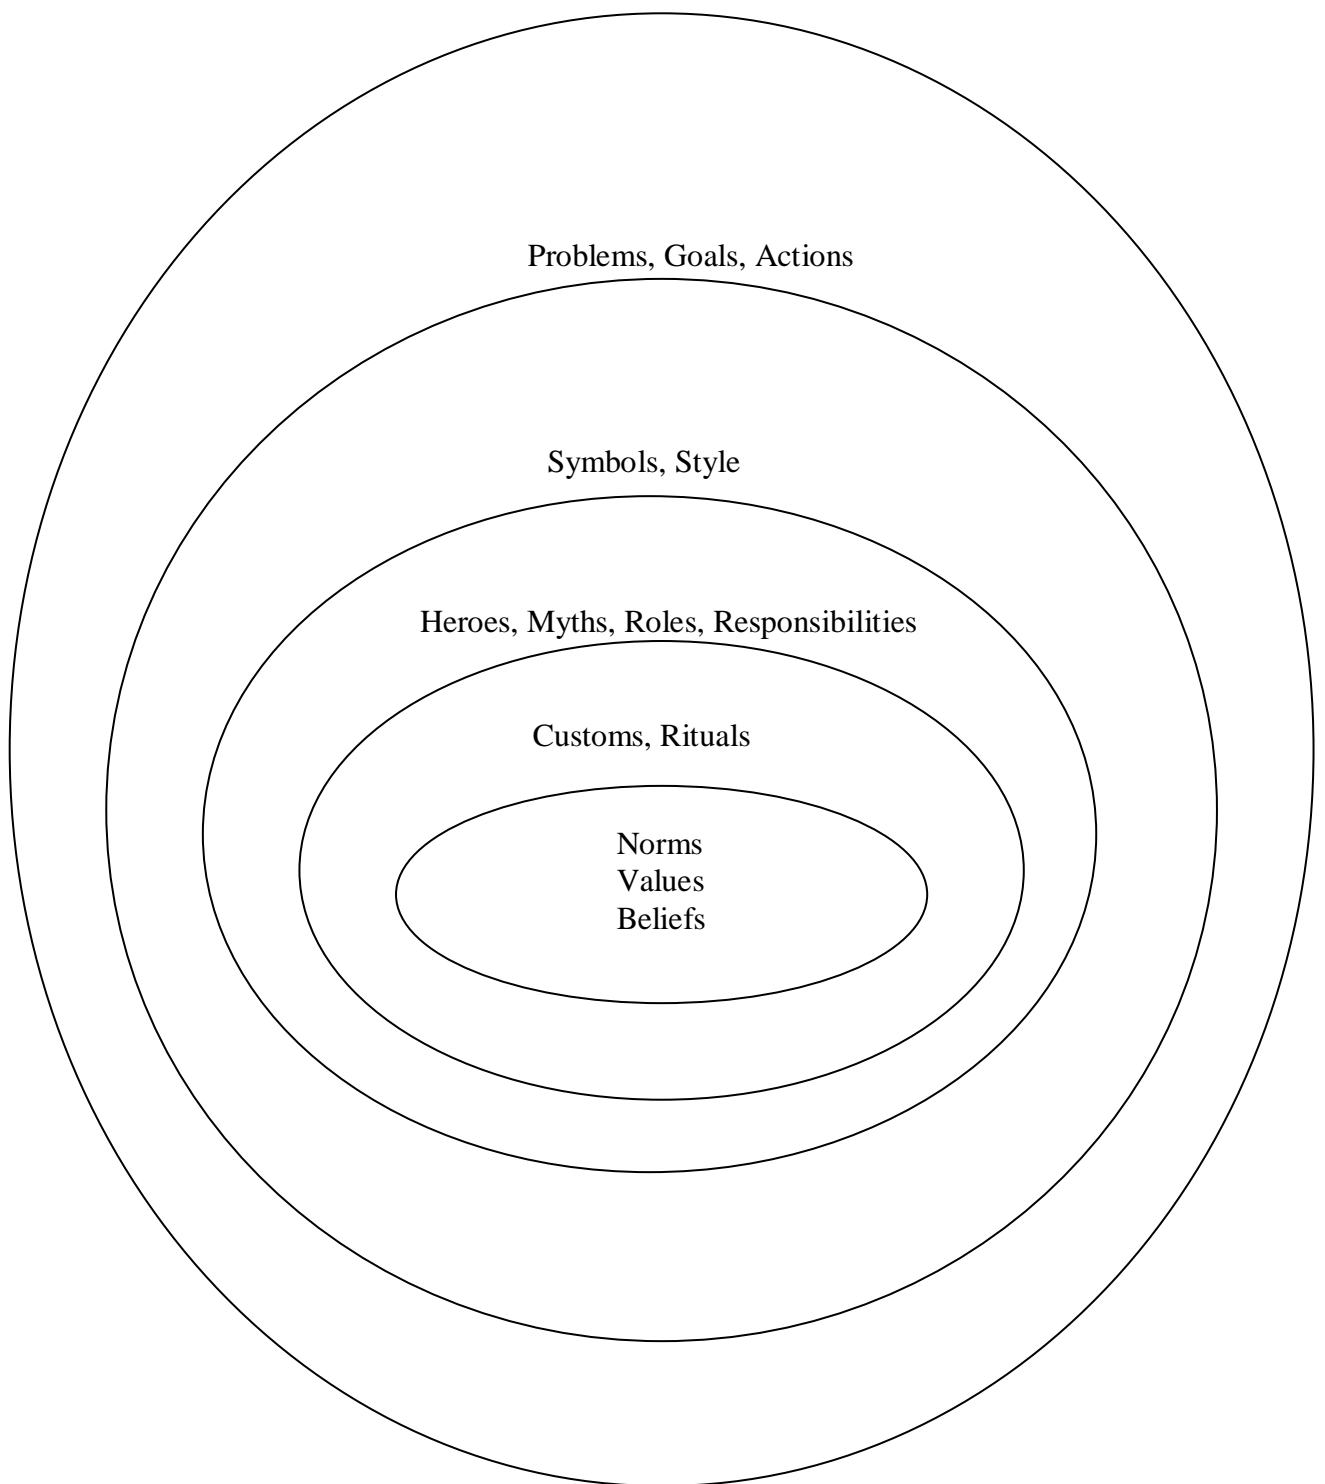 Problems, Goals, Actions
Symbols, Style
Heroes, Myths, Roles, Responsibilities
Customs, Rituals
Norms
Values
Beliefs